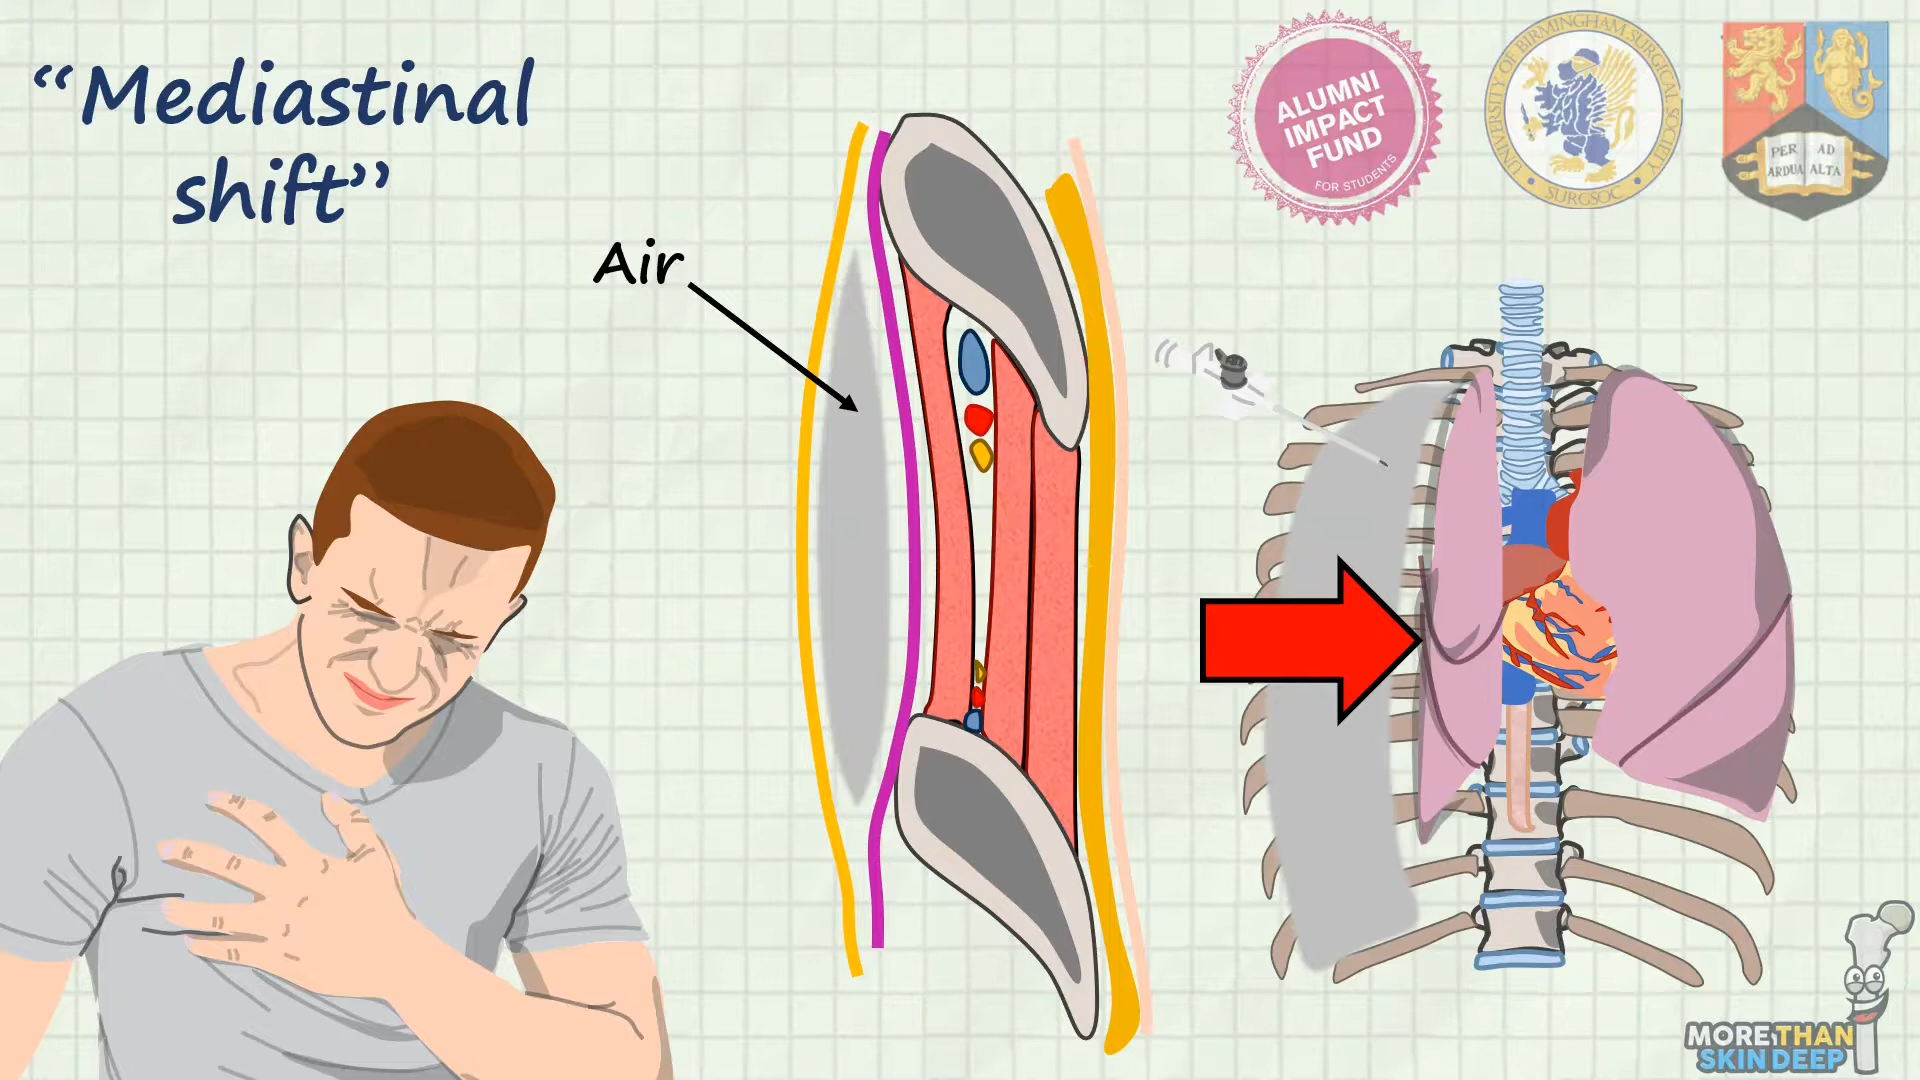 “Mediastinal
shift”
Air
ALUMNI
IMPACT
FUND
FOR STUDENTS
UNIVERSITY OF BIRMINGHAM SURGICAL SOCIETY
• SURGSOC •
PER AD
ARDUA ALTA
MORE THAN
SKIN DEEP